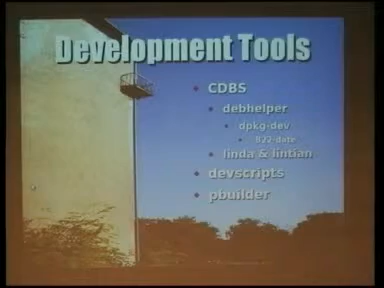 Development Tools
CDBS
debhelper
dpkg-dev
822-date
linda & lintian
devscripts
pbuilder